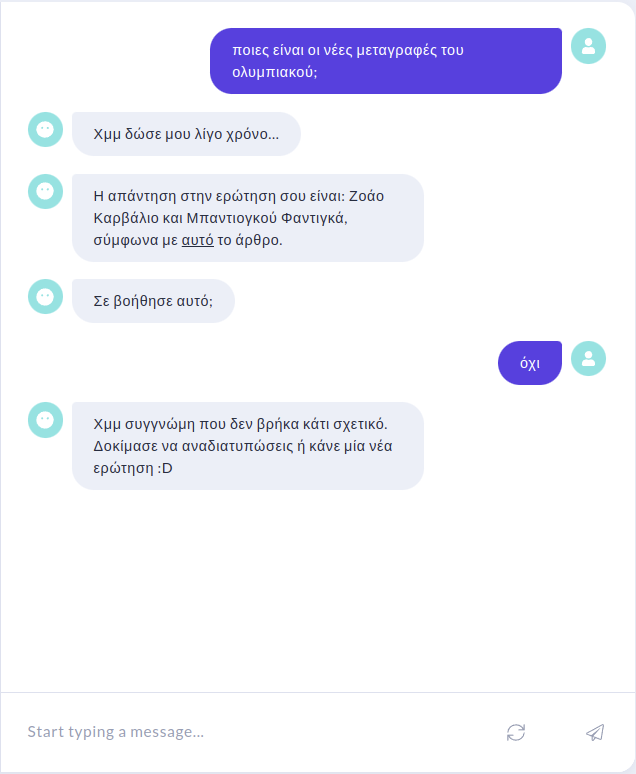 ποιες είναι οι νέες μεταγραφές του
ολυμπιακού;
Χμμ δώσε μου λίγο χρόνο...
Η απάντηση στην ερώτηση σου είναι: Ζοάο
Καρβάλιο και Μπαντιογκού Φαντιγκά,
σύμφωνα με αυτό το άρθρο.
Σε βοήθησε αυτό;
όχι
Χμμ συγγνώμη που δεν βρήκα κάτι σχετικό.
Δοκίμασε να αναδιατυπώσεις ή κάνε μία νέα
ερώτηση :D
Start typing a message...